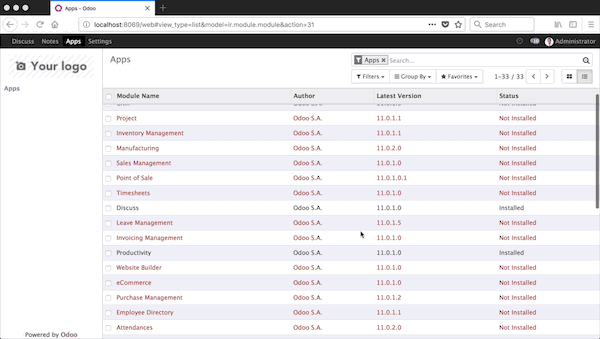 Apps - Odoo
localhost:8069/web#view_type=list&model=ir.module.module&action=31
Search
Discuss Notes Apps Settings
Administrator
Your logo
Apps
Powered by Odoo
Apps
Apps × Search...
Filters Group By Favorites 1-33 / 33
Module Name Author Latest Version Status
Project Odoo S.A. 11.0.1.1 Not Installed
Inventory Management Odoo S.A. 11.0.1.1 Not Installed
Manufacturing Odoo S.A. 11.0.2.0 Not Installed
Sales Management Odoo S.A. 11.0.1.0 Not Installed
Point of Sale Odoo S.A. 11.0.1.0.1 Not Installed
Timesheets Odoo S.A. 11.0.1.0 Not Installed
Discuss Odoo S.A. 11.0.1.0 Installed
Leave Management Odoo S.A. 11.0.1.5 Not Installed
Invoicing Management Odoo S.A. 11.0.1.0 Not Installed
Productivity Odoo S.A. 11.0.1.0 Installed
Website Builder Odoo S.A. 11.0.1.0 Not Installed
eCommerce Odoo S.A. 11.0.1.0 Not Installed
Purchase Management Odoo S.A. 11.0.1.2 Not Installed
Employee Directory Odoo S.A. 11.0.1.1 Not Installed
Attendances Odoo S.A. 11.0.2.0 Not Installed